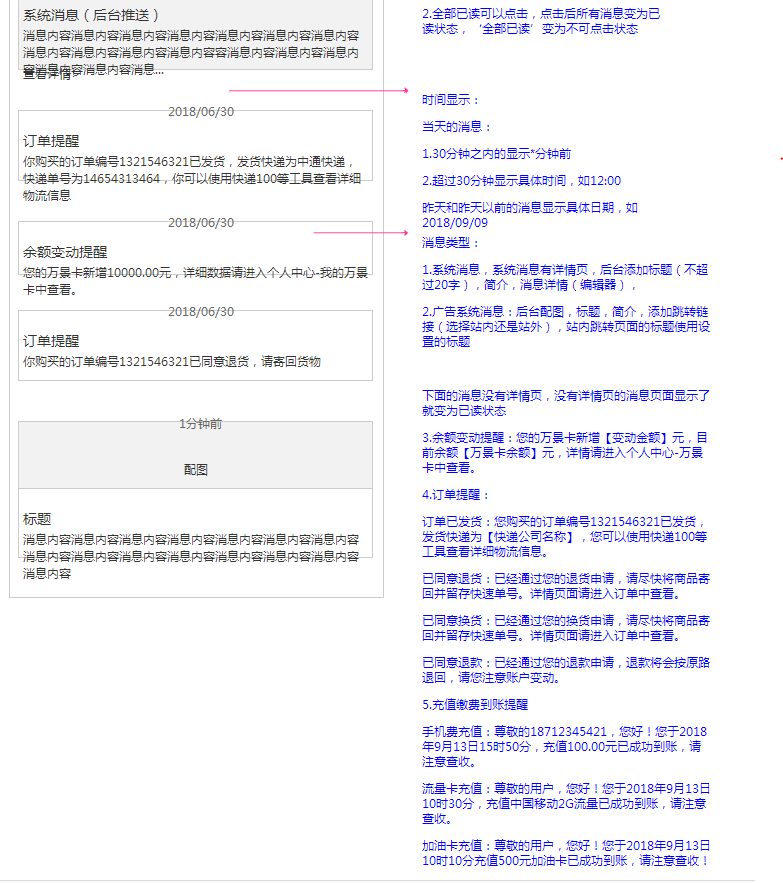 系统消息（后台推送）
消息内容消息内容消息内容消息内容消息内容消息内容消息内容
消息内容消息内容消息内容消息内容容消息内容消息内容消息内
容消息内容消息内容消息...
查看详情>
2018/06/30
订单提醒
你购买的订单编号1321546321已发货，发货快递为中通快递，
快递单号为14654313464，你可以使用快递100等工具查看详细
物流信息
2018/06/30
余额变动提醒
您的万景卡新增10000.00元，详细数据请进入个人中心-我的万景
卡中查看。
2018/06/30
订单提醒
你购买的订单编号1321546321已同意退货，请寄回货物
1分钟前
配图
标题
消息内容消息内容消息内容消息内容消息内容消息内容消息内容
消息内容消息内容消息内容消息内容消息内容消息内容消息内容
消息内容
2.全部已读可以点击，点击后所有消息变为已
读状态，‘全部已读’变为不可点击状态
时间显示：
当天的消息：
1.30分钟之内的显示*分钟前
2.超过30分钟显示具体时间，如12:00
昨天和昨天以前的消息显示具体日期，如
2018/09/09
消息类型：
1.系统消息，系统消息有详情页，后台添加标题（不超
过20字），简介，消息详情（编辑器），
2.广告系统消息：后台配图，标题，简介，添加跳转链
接（选择站内还是站外），站内跳转页面的标题使用设
置的标题
下面的消息没有详情页，没有详情页的消息页面显示了
就变为已读状态
3.余额变动提醒：您的万景卡新增【变动金额】元，目
前余额【万景卡余额】元，详情请进入个人中心-万景
卡中查看。
4.订单提醒：
订单已发货：您购买的订单编号1321546321已发货，
发货快递为【快递公司名称】，您可以使用快递100等
工具查看详细物流信息。
已同意退货：已经通过您的退货申请，请尽快将商品寄
回并留存快速单号。详情页面请进入订单中查看。
已同意换货：已经通过您的换货申请，请尽快将商品寄
回并留存快速单号。详情页面请进入订单中查看。
已同意退款：已经通过您的退款申请，退款将会按原路
退回，请您注意账户变动。
5.充值缴费到账提醒
手机费充值：尊敬的18712345421，您好！您于2018
年9月13日15时50分，充值100.00元已成功到账，请
注意查收。
流量卡充值：尊敬的用户，您好！您于2018年9月13日
10时30分，充值中国移动2G流量已成功到账，请注意
查收。
加油卡充值：尊敬的用户，您好！您于2018年9月13日
10时10分充值500元加油卡已成功到账，请注意查收！